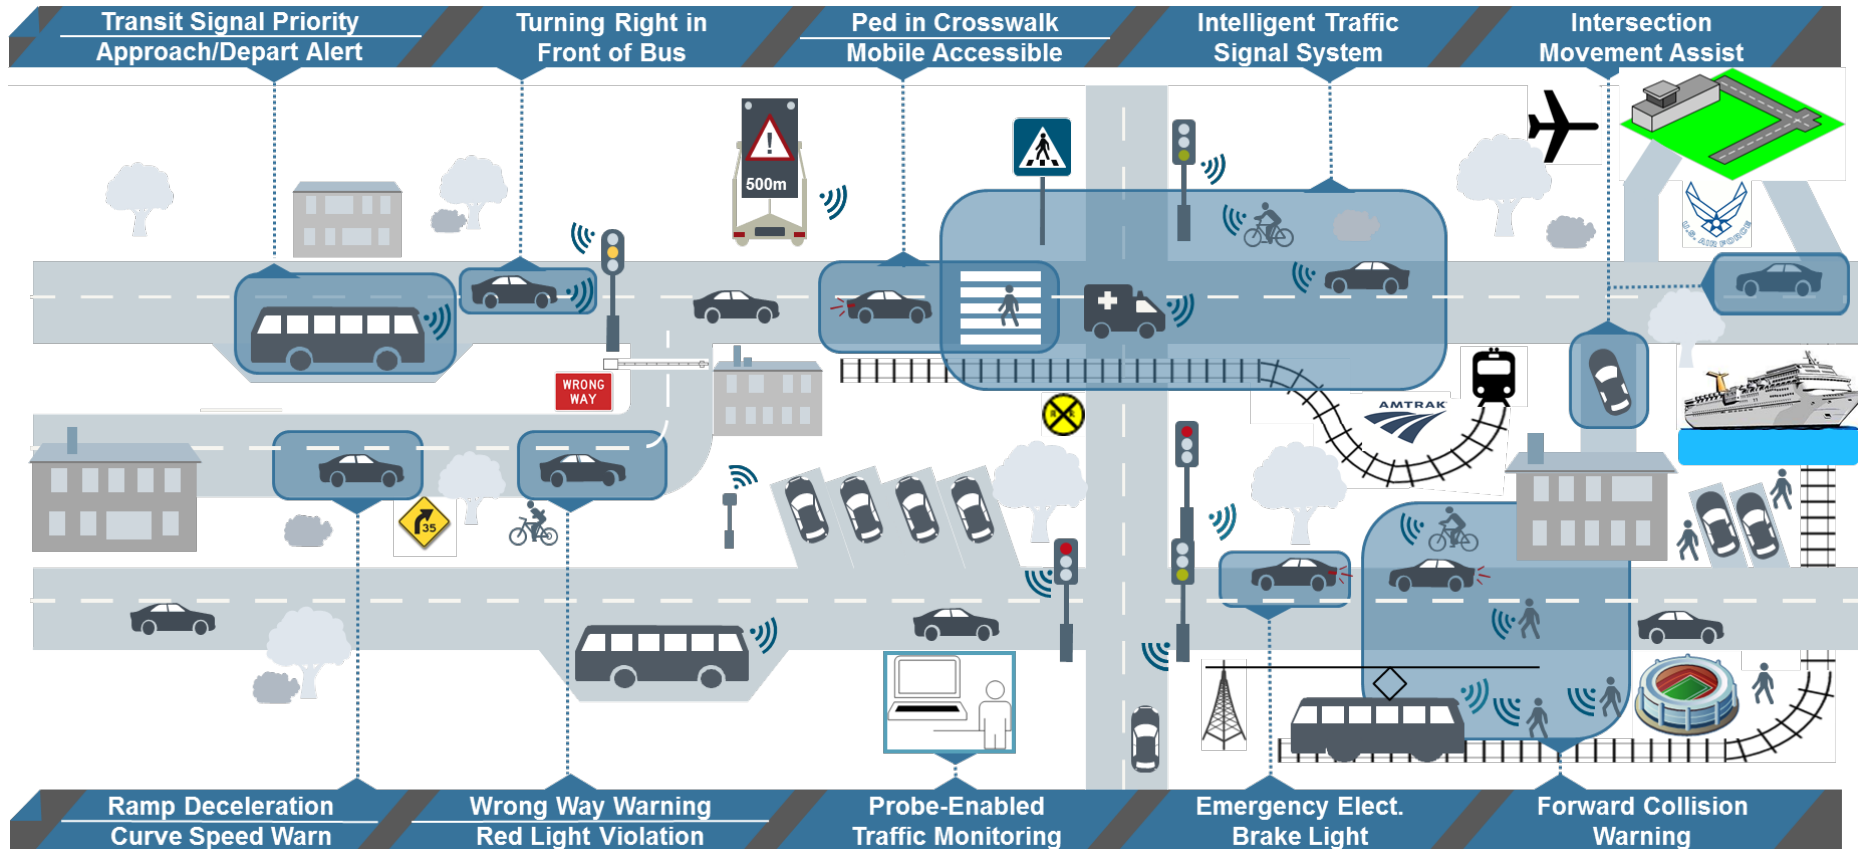 Transit Signal Priority
Approach/Depart Alert
Turning Right in
Front of Bus
Ped in Crosswalk
Mobile Accessible
Intelligent Traffic
Signal System
Intersection
Movement Assist
!
500m
U.S. AIR FORCE
WRONG
WAY
R R
AMTRAK
35
Ramp Deceleration
Curve Speed Warn
Wrong Way Warning
Red Light Violation
Probe-Enabled
Traffic Monitoring
Emergency Elect.
Brake Light
Forward Collision
Warning